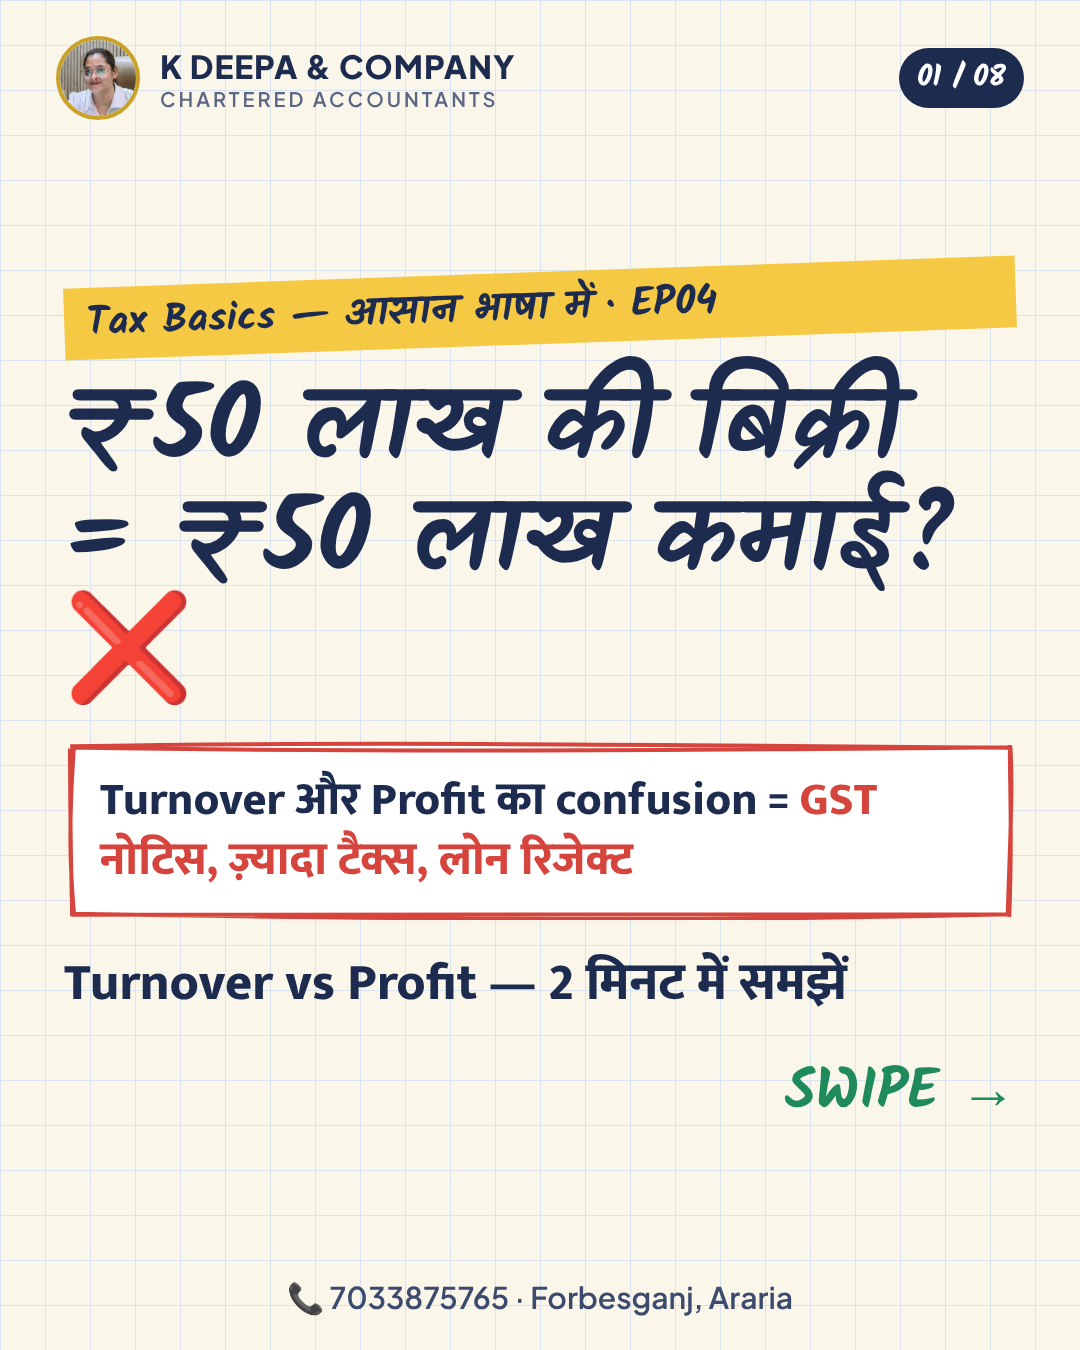 K DEEPA & COMPANY
CHARTERED ACCOUNTANTS
01 / 08
Tax Basics — आसान भाषा में · EP04
₹50 लाख की बिक्री
= ₹50 लाख कमाई?
❌
Turnover और Profit का confusion = GST
नोटिस, ज़्यादा टैक्स, लोन रिजेक्ट
Turnover vs Profit — 2 मिनट में समझें
SWIPE →
📞 7033875765 · Forbesganj, Araria